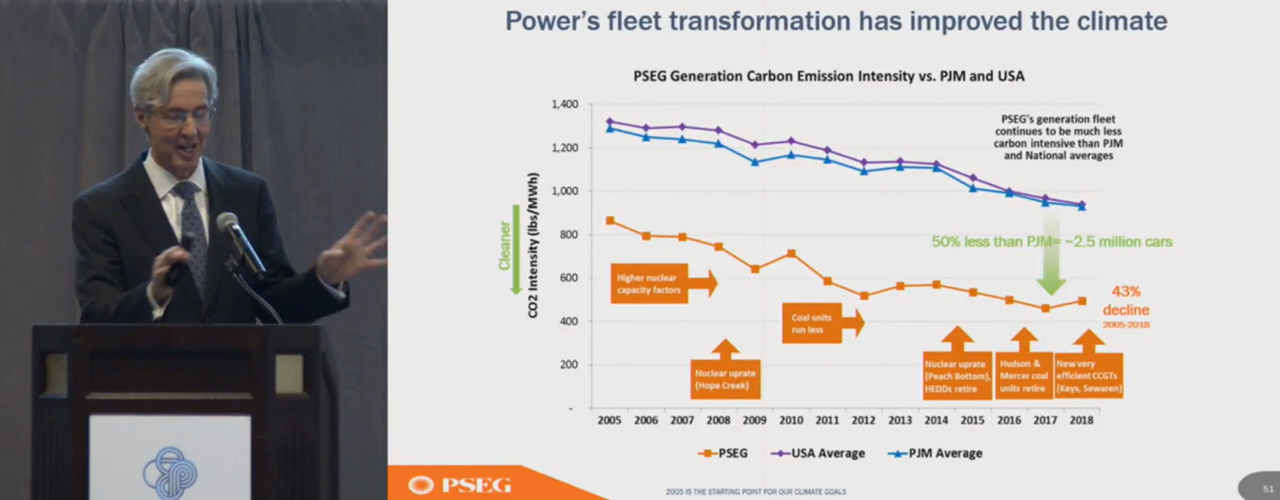 Power's fleet transformation has improved the climate
PSEG Generation Carbon Emission Intensity vs. PJM and USA
1,400
1,200
1,000
800
600
400
200
-
Cleaner
CO2 Intensity (lbs/MWh)
PSEG's generation fleet
continues to be much less
carbon intensive than PJM
and National averages
50% less than PJM= ~2.5 million cars
43%
decline
2005-2018
Higher nuclear
capacity factors
Coal units
run less
Nuclear uprate
(Hope Creek)
Nuclear uprate
(Peach Bottom),
HEDDs retire
Hudson &
Mercer coal
units retire
New very
efficient CCGTs
(Keys, Sewaren)
2005 2006 2007 2008 2009 2010 2011 2012 2013 2014 2015 2016 2017 2018
PSEG USA Average PJM Average
PSEG
2005 IS THE STARTING POINT FOR OUR CLIMATE GOALS
51